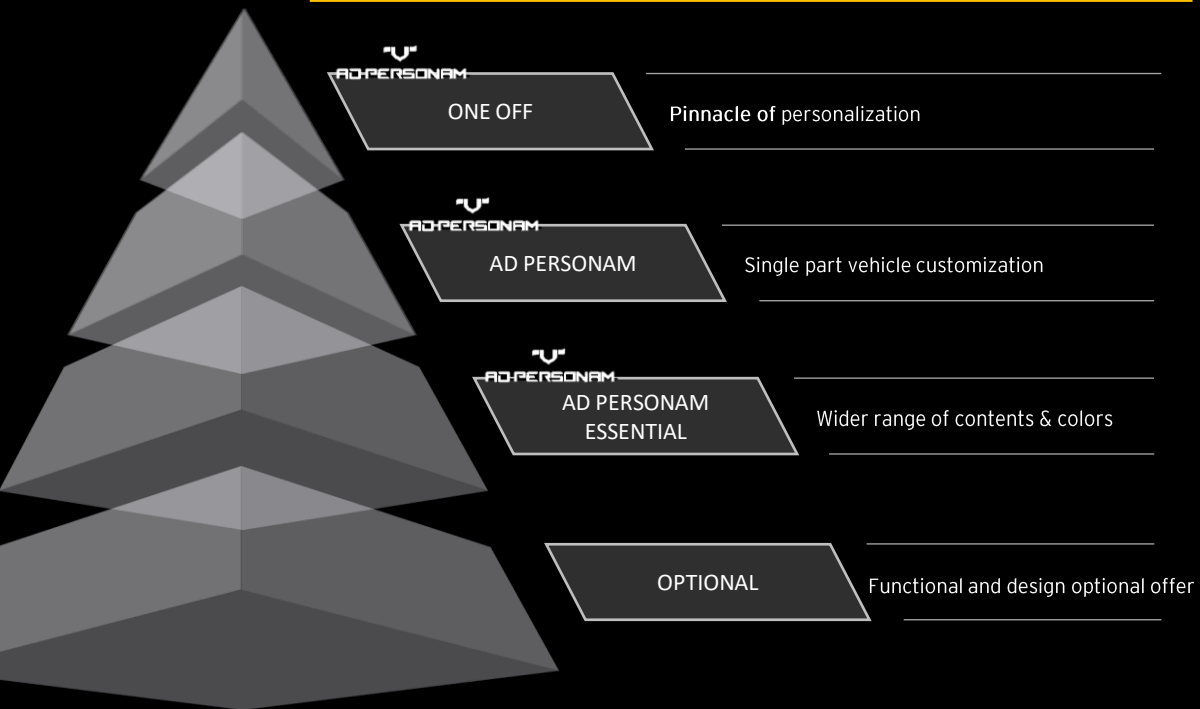 AD PERSONAM
ONE OFF
Pinnacle of personalization
AD PERSONAM
AD PERSONAM
Single part vehicle customization
AD PERSONAM
AD PERSONAM
ESSENTIAL
Wider range of contents & colors
OPTIONAL
Functional and design optional offer